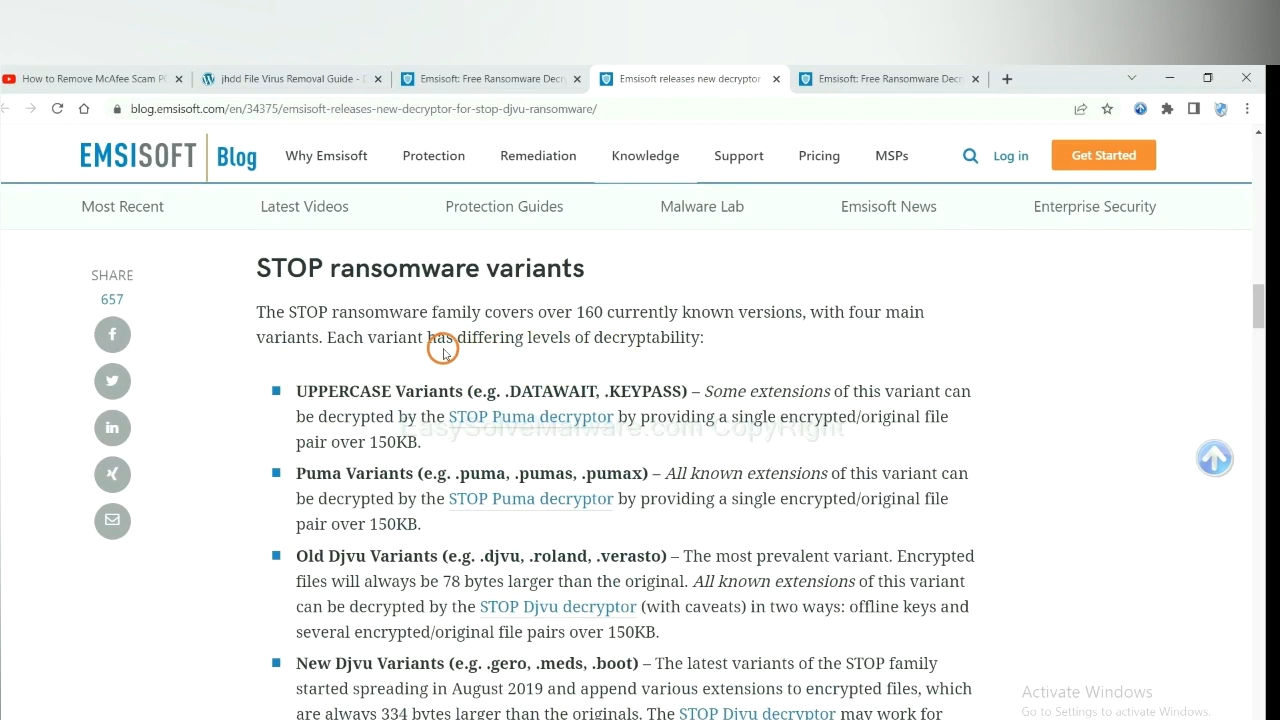 How to Remove McAfee Scam P
jhdd File Virus Removal Guide -
Emsisoft: Free Ransomware Decr
Emsisoft releases new decryptor
Emsisoft: Free Ransomware Decr
blog.emsisoft.com/en/34375/emsisoft-releases-new-decryptor-for-stop-djvu-ransomware/
EMSISOFT Blog Why Emsisoft Protection Remediation Knowledge Support Pricing MSPs Log in Get Started
Most Recent Latest Videos Protection Guides Malware Lab Emsisoft News Enterprise Security
SHARE
657
STOP ransomware variants
The STOP ransomware family covers over 160 currently known versions, with four main
variants. Each variant has differing levels of decryptability:
UPPERCASE Variants (e.g. .DATAWAIT, .KEYPASS) – Some extensions of this variant can
be decrypted by the STOP Puma decryptor by providing a single encrypted/original file
pair over 150KB.
EasySolveMalware.com CopyRight
Puma Variants (e.g. .puma, .pumas, .pumax) – All known extensions of this variant can
be decrypted by the STOP Puma decryptor by providing a single encrypted/original file
pair over 150KB.
Old Djvu Variants (e.g. .djvu, .roland, .verasto) – The most prevalent variant. Encrypted
files will always be 78 bytes larger than the original. All known extensions of this variant
can be decrypted by the STOP Djvu decryptor (with caveats) in two ways: offline keys and
several encrypted/original file pairs over 150KB.
New Djvu Variants (e.g. .gero, .meds, .boot) – The latest variants of the STOP family
started spreading in August 2019 and append various extensions to encrypted files, which
are always 334 bytes larger than the originals. The STOP Djvu decryptor may work for
Activate Windows
Go to Settings to activate Windows.